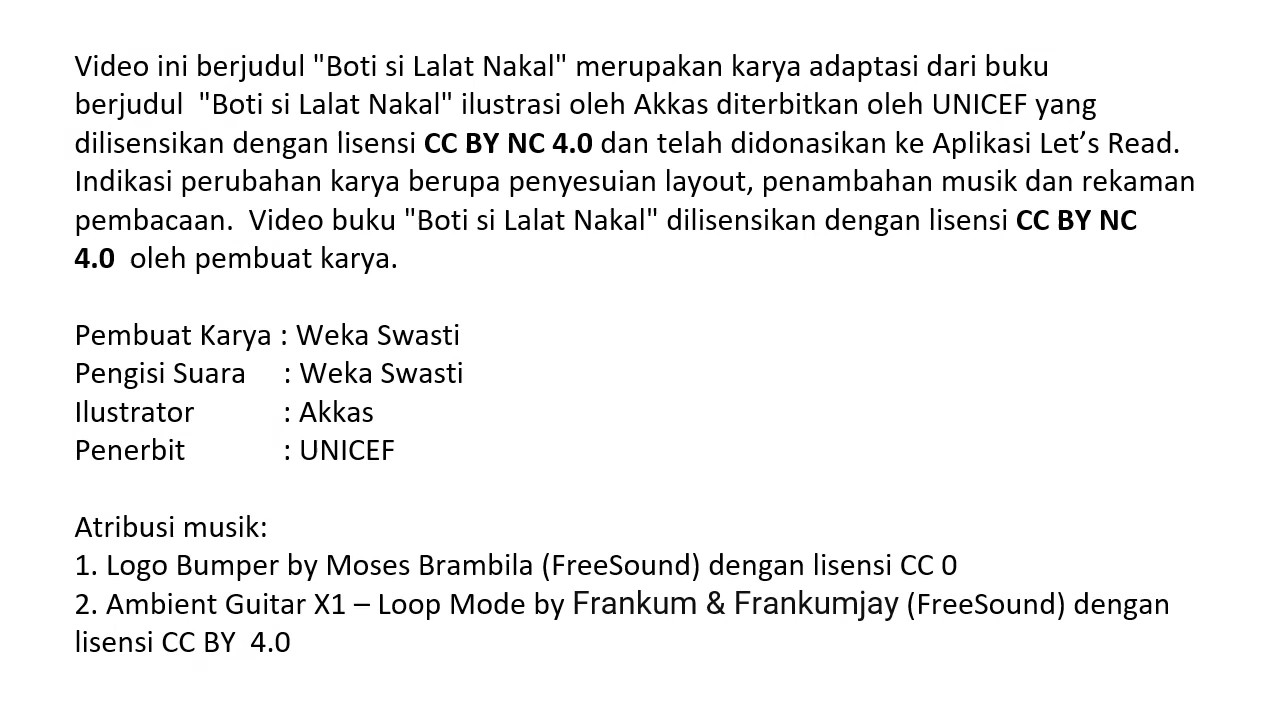 Video ini berjudul "Boti si Lalat Nakal" merupakan karya adaptasi dari buku
berjudul  "Boti si Lalat Nakal" ilustrasi oleh Akkas diterbitkan oleh UNICEF yang
dilisensikan dengan lisensi CC BY NC 4.0 dan telah didonasikan ke Aplikasi Let’s Read.
Indikasi perubahan karya berupa penyesuian layout, penambahan musik dan rekaman
pembacaan.  Video buku "Boti si Lalat Nakal" dilisensikan dengan lisensi CC BY NC
4.0  oleh pembuat karya.
Pembuat Karya : Weka Swasti
Pengisi Suara : Weka Swasti
Ilustrator : Akkas
Penerbit : UNICEF
Atribusi musik:
1. Logo Bumper by Moses Brambila (FreeSound) dengan lisensi CC 0
2. Ambient Guitar X1 – Loop Mode by Frankum & Frankumjay (FreeSound) dengan
lisensi CC BY  4.0